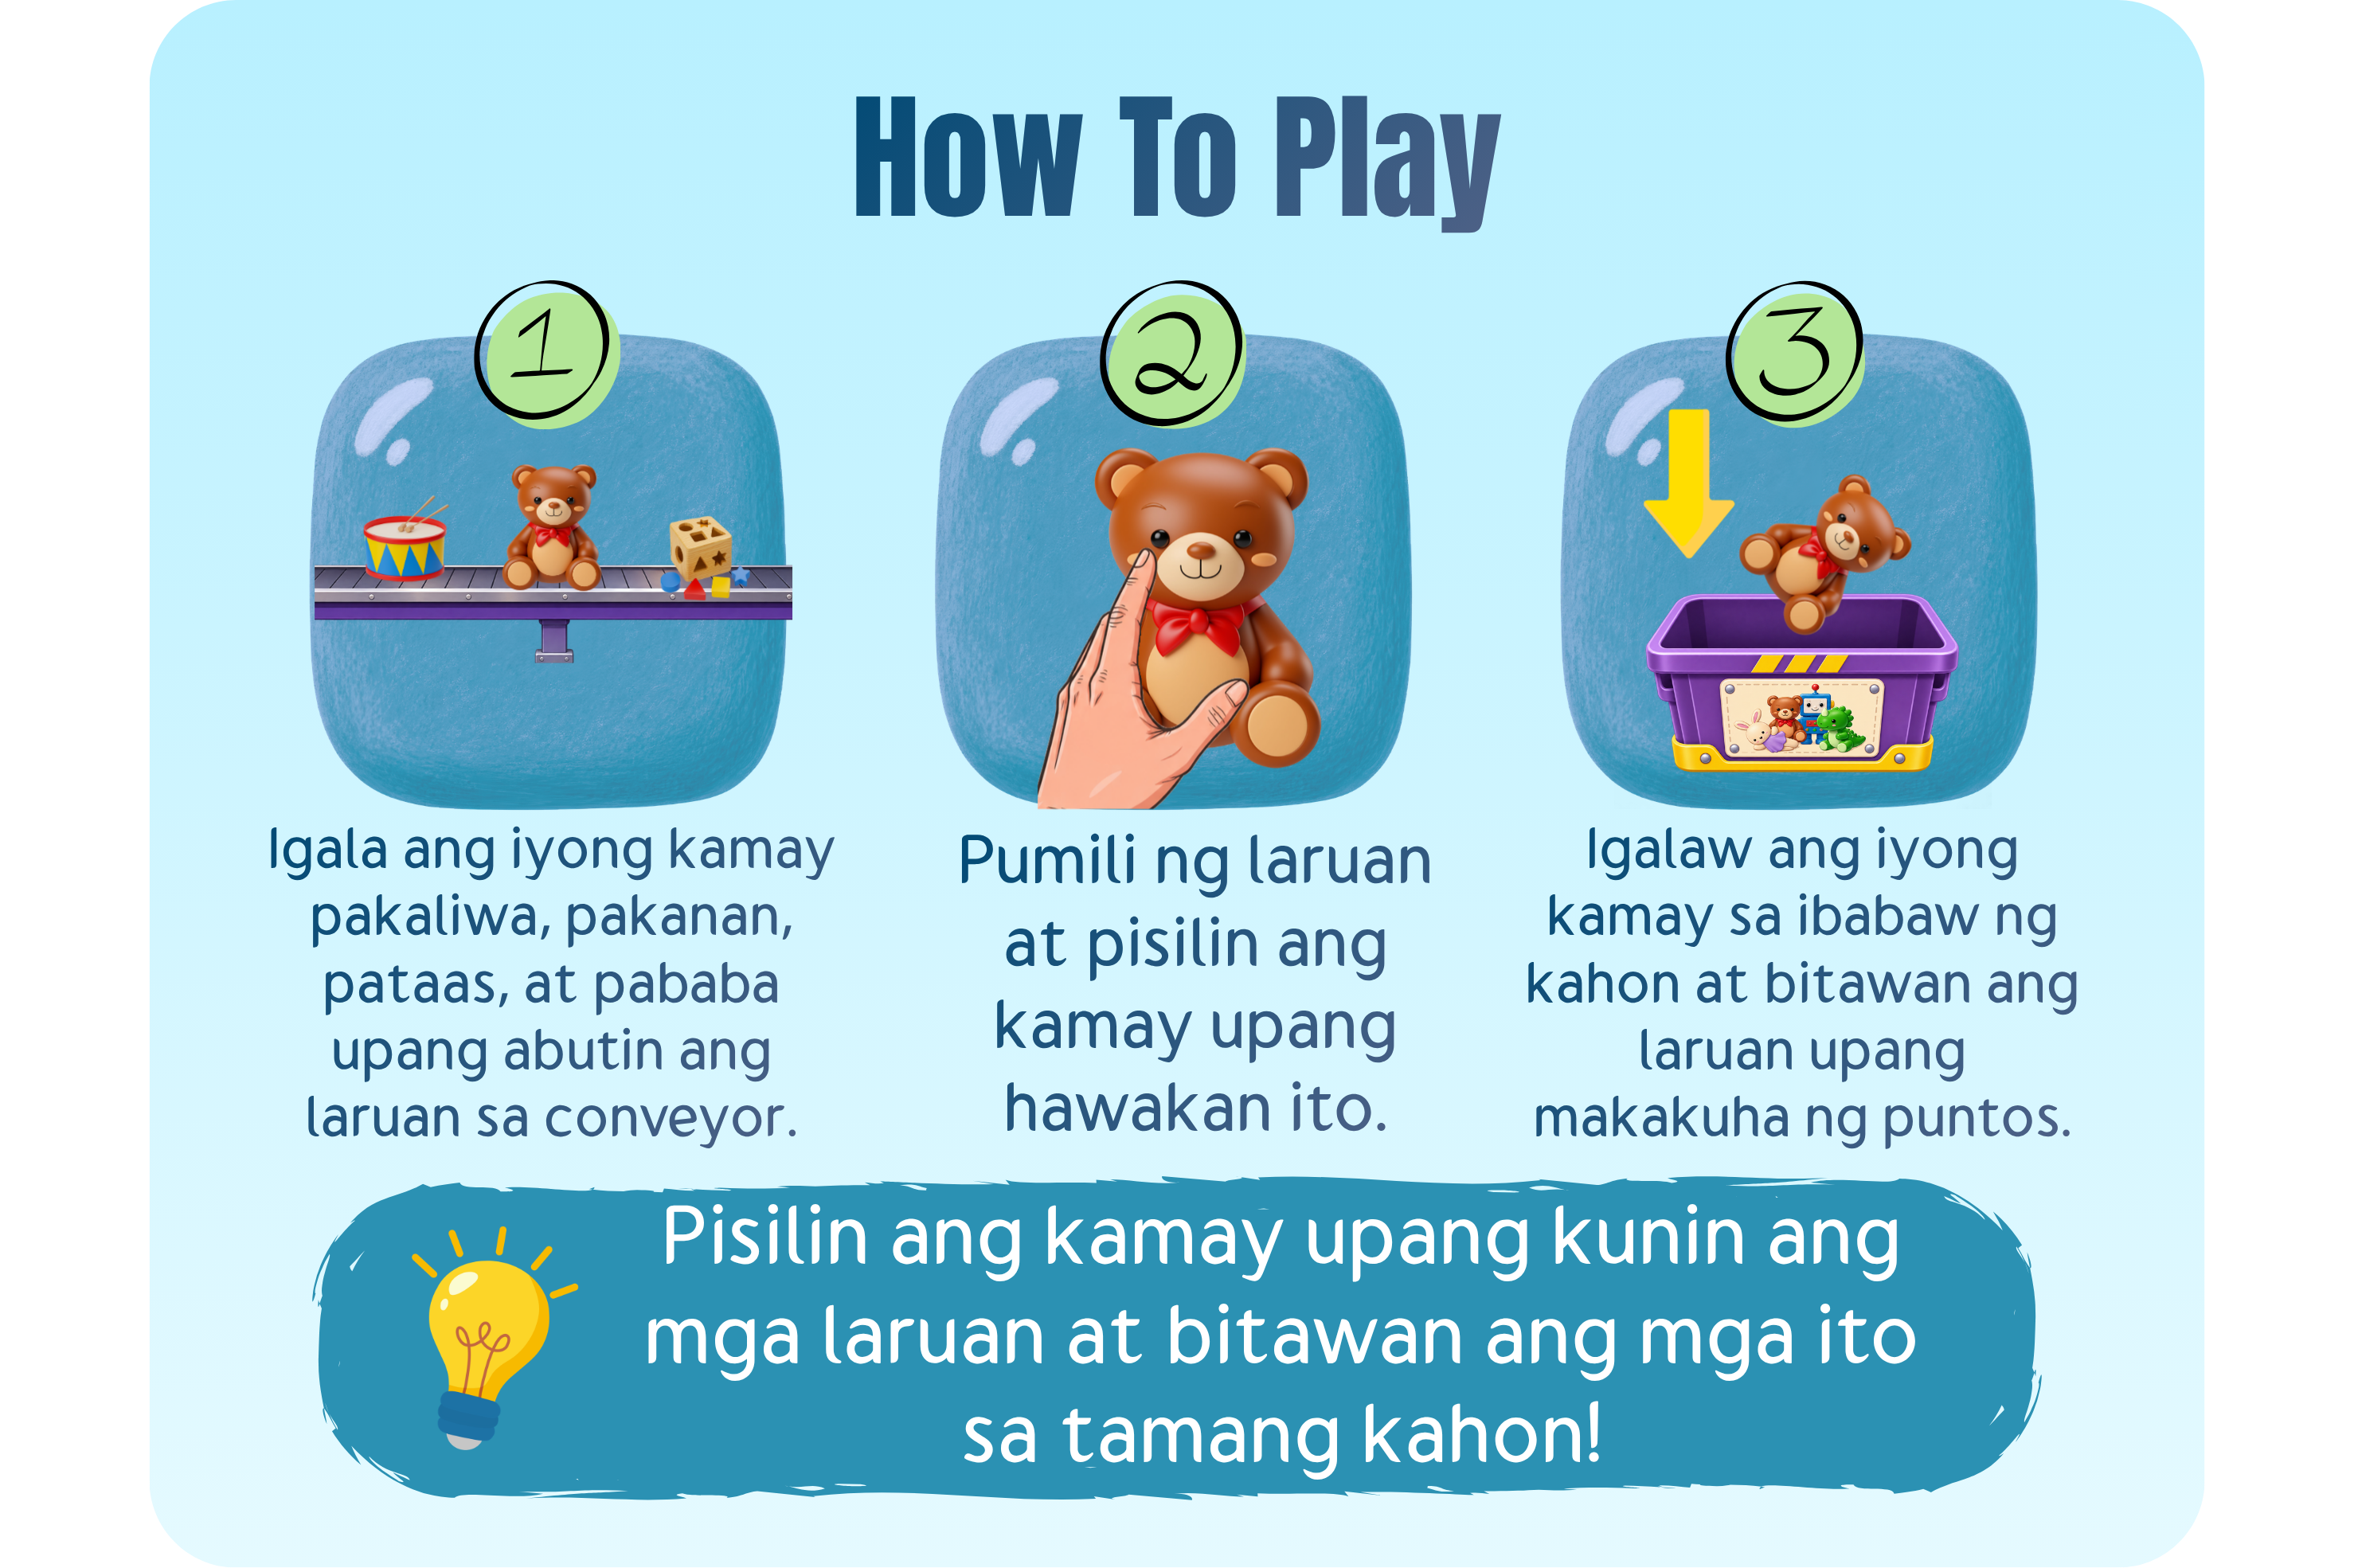 How To Play
1
Igala ang iyong kamay
pakaliwa, pakanan,
pataas, at pababa
upang abutin ang
laruan sa conveyor.
2
Pumili ng laruan
at pisilin ang
kamay upang
hawakan ito.
3
Igalaw ang iyong
kamay sa ibabaw ng
kahon at bitawan ang
laruan upang
makakuha ng puntos.
Pisilin ang kamay upang kunin ang
mga laruan at bitawan ang mga ito
sa tamang kahon!